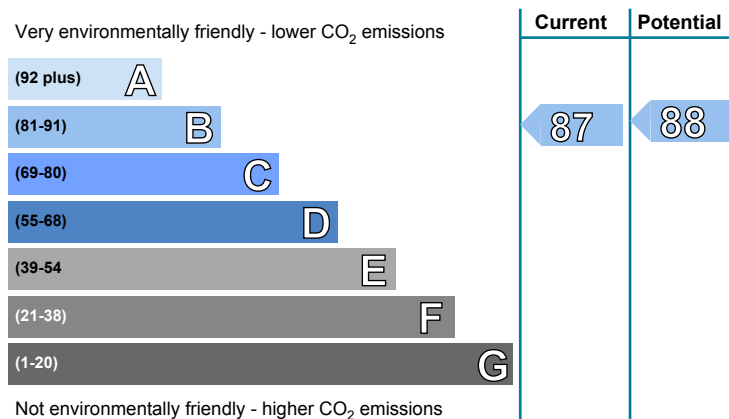 Very environmentally friendly - lower CO₂ emissions
Current
Potential
(92 plus) A
(81-91) B
87
88
(69-80) C
(55-68) D
(39-54 E
(21-38) F
(1-20) G
Not environmentally friendly - higher CO₂ emissions